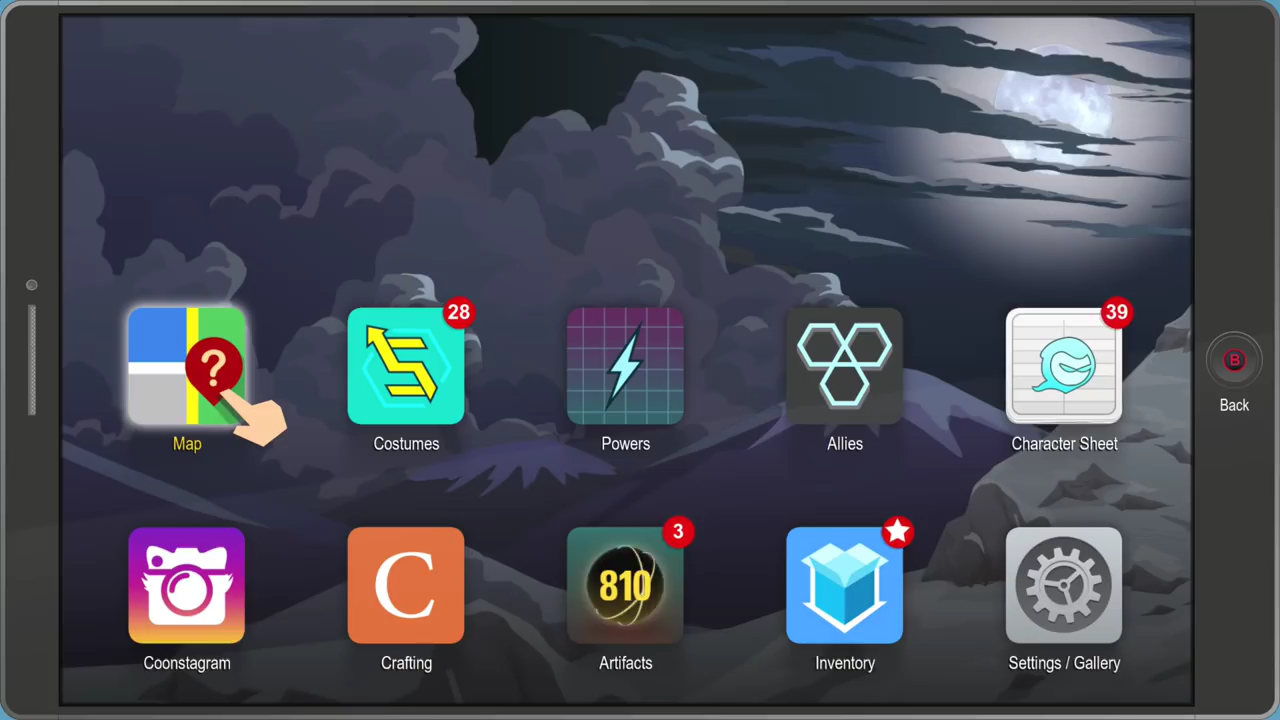 28
39
?
Map
Costumes
Powers
Allies
Character Sheet
B
Back
3
C
810
Coonstagram
Crafting
Artifacts
Inventory
Settings / Gallery